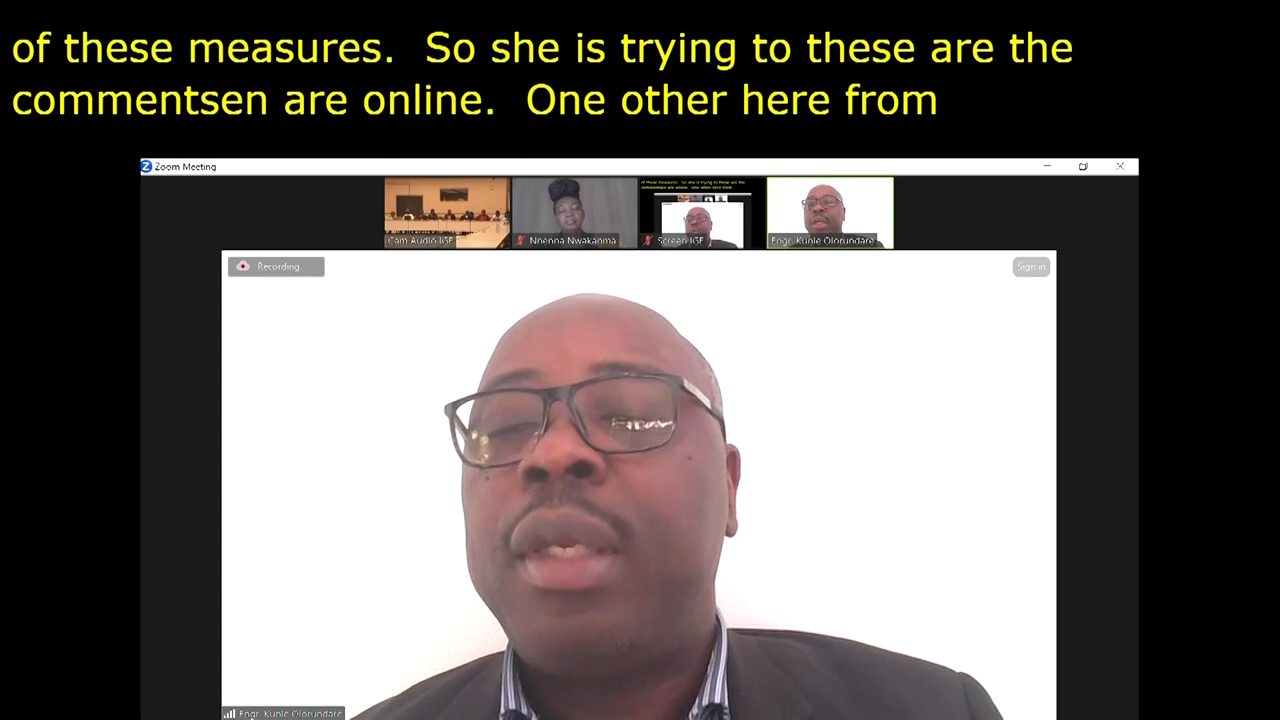 of these measures.  So she is trying to these are the
commentsen are online.  One other here from
Zoom Meeting
Cam Audio IGF
Nnenna Nwakanma
Screen IGF
Engr. Kunle Olorundare
Recording...
Sign in
Engr. Kunle Olorundare